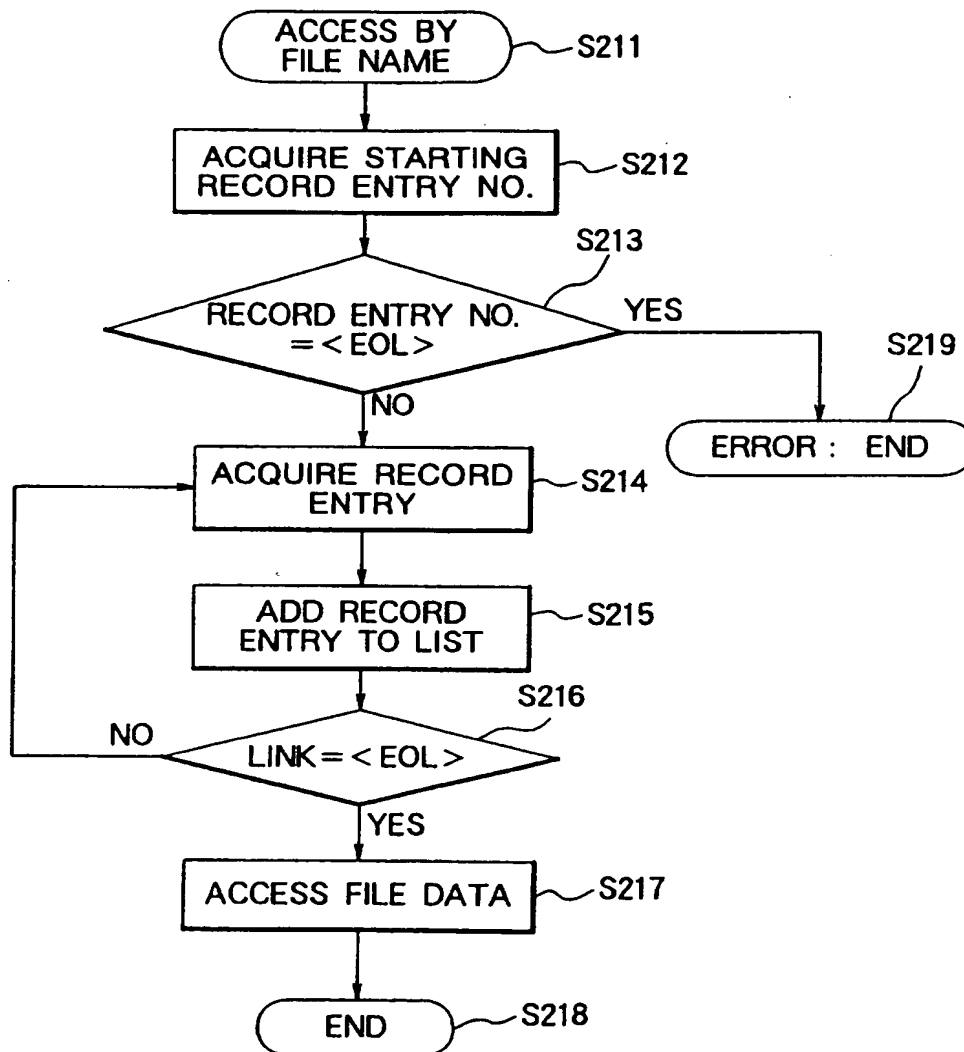 ACCESS BY
FILE NAME
S211
ACQUIRE STARTING
RECORD ENTRY NO.
S212
S213
RECORD ENTRY NO.
=<EOL>
YES
S219
NO
ERROR : END
ACQUIRE RECORD
ENTRY
S214
ADD RECORD
ENTRY TO LIST
S215
S216
NO
LINK=<EOL>
YES
ACCESS FILE DATA
S217
END
S218